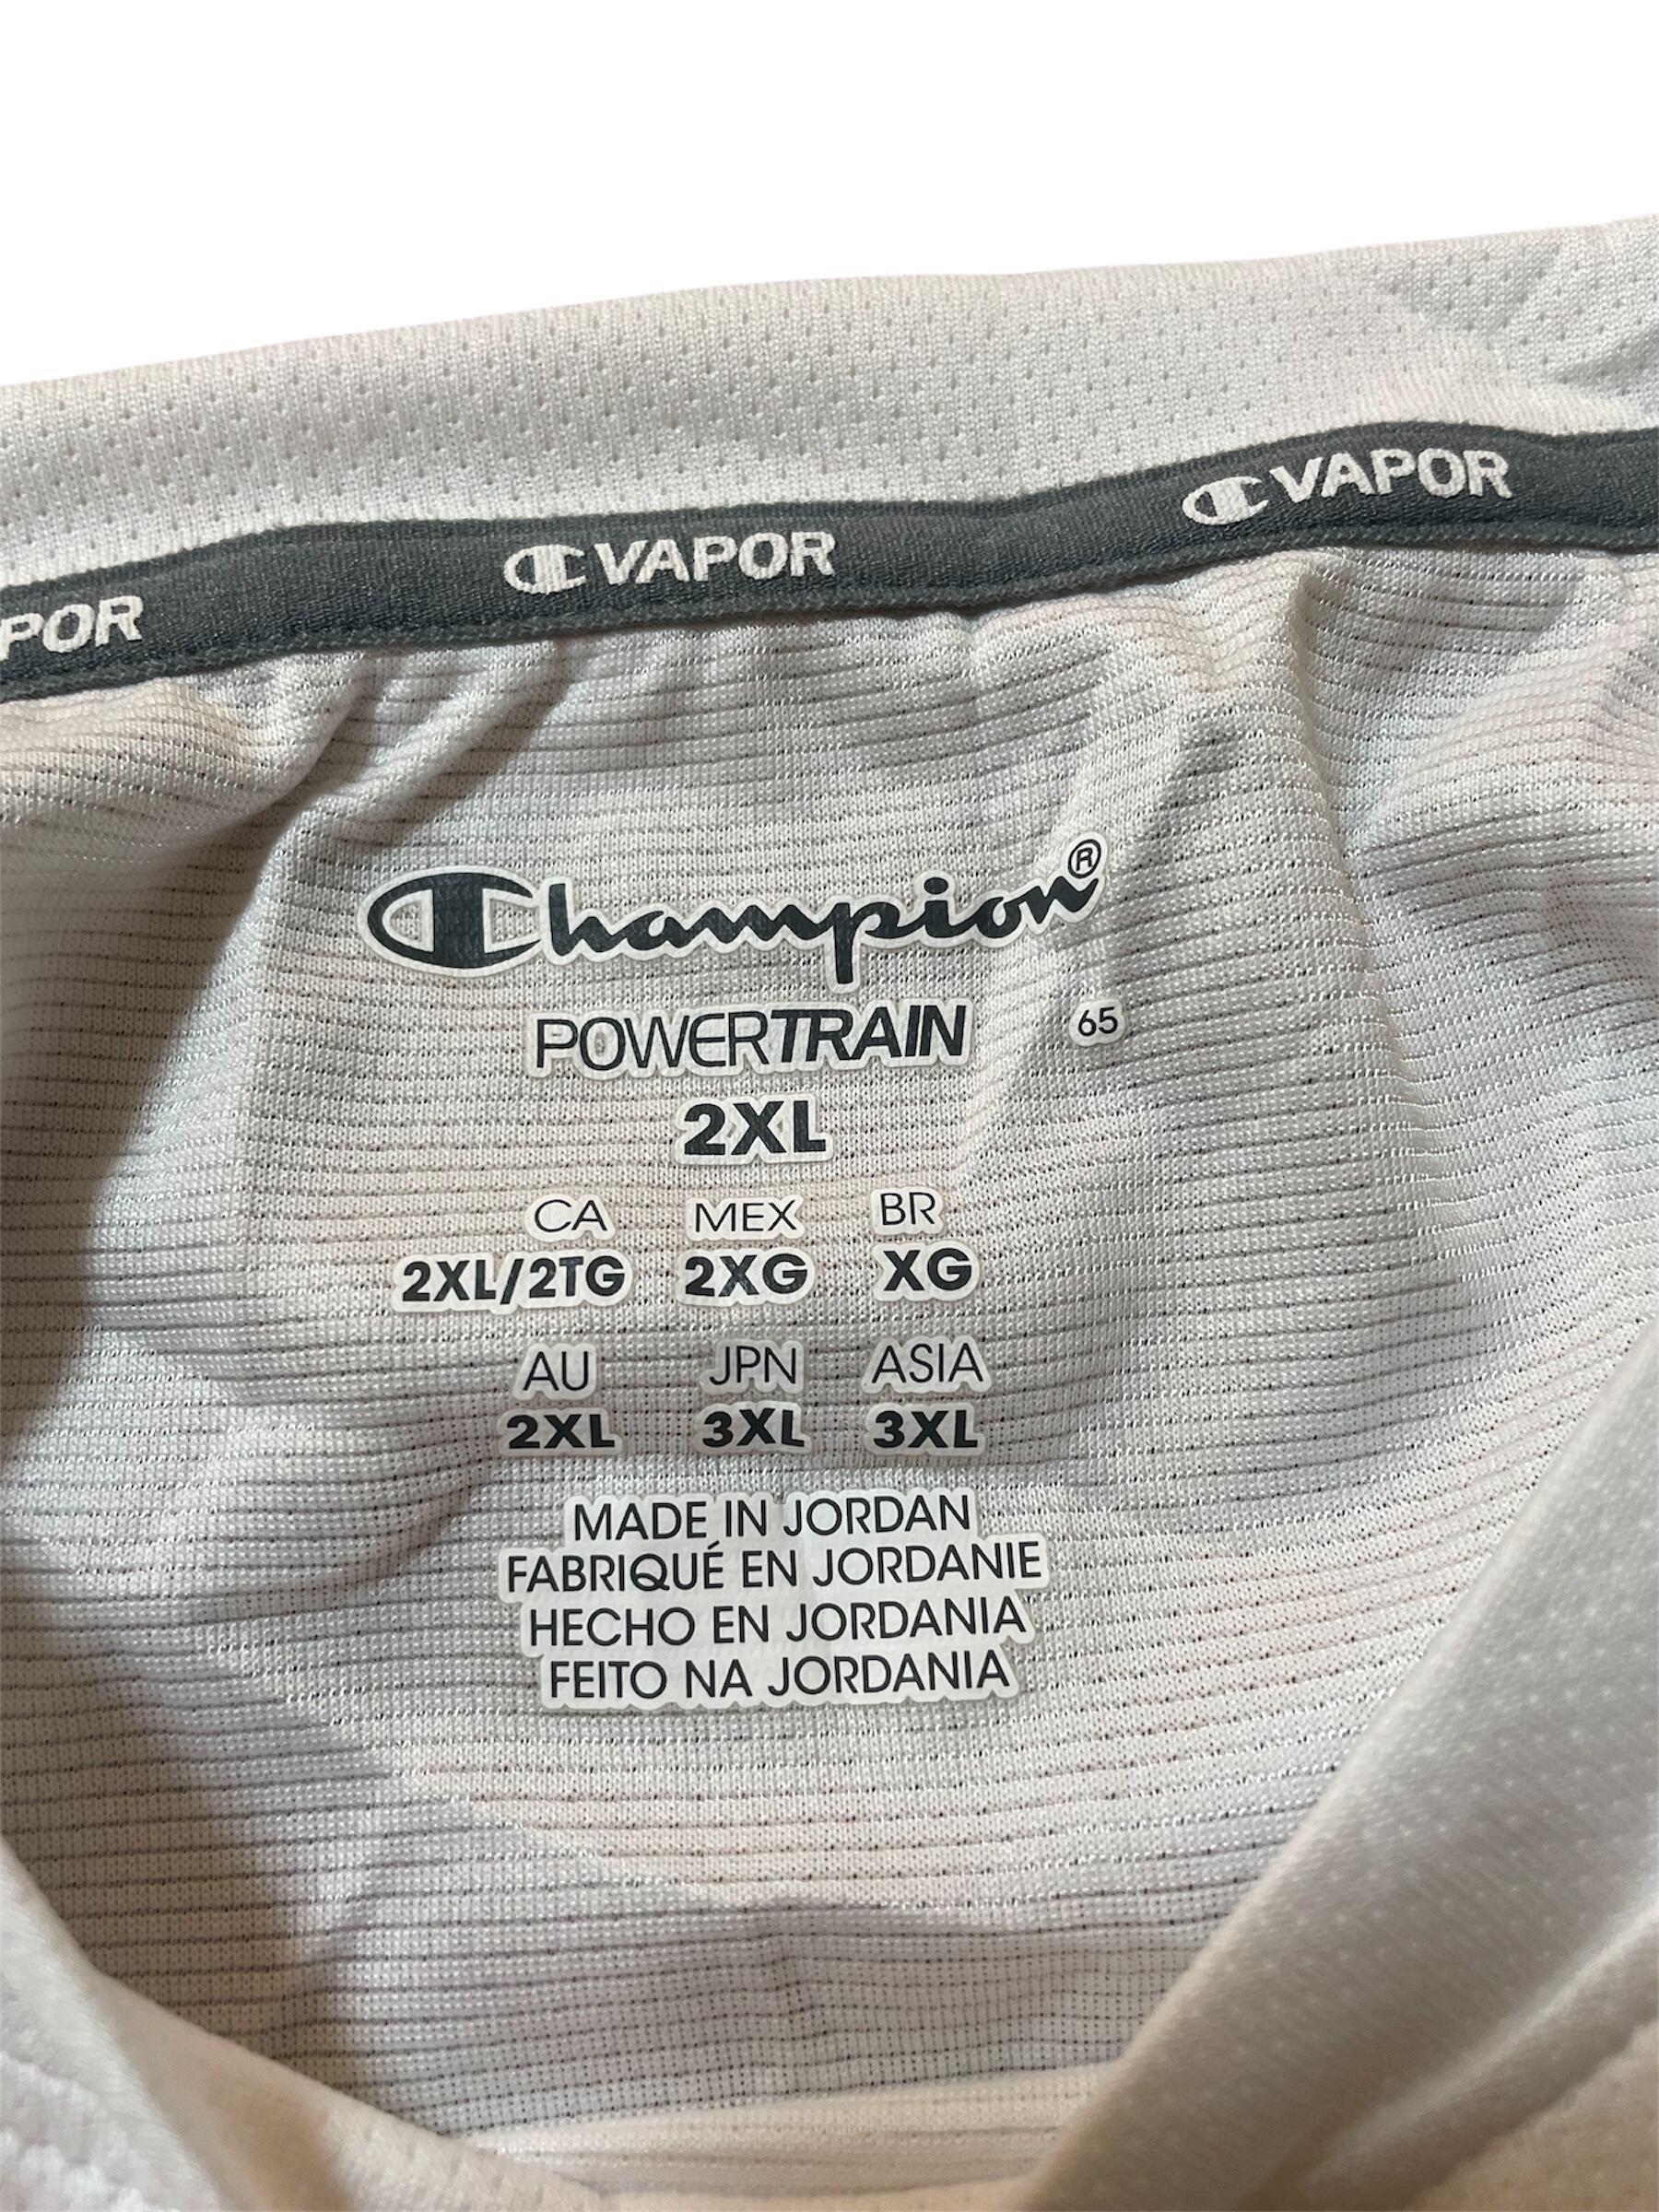 VAPOR
VAPOR
POR
Champion®
POWERTRAIN 65
2XL
CA MEX BR
2XL/2TG 2XG XG
AU JPN ASIA
2XL 3XL 3XL
MADE IN JORDAN
FABRIQUÉ EN JORDANIE
HECHO EN JORDANIA
FEITO NA JORDANIA